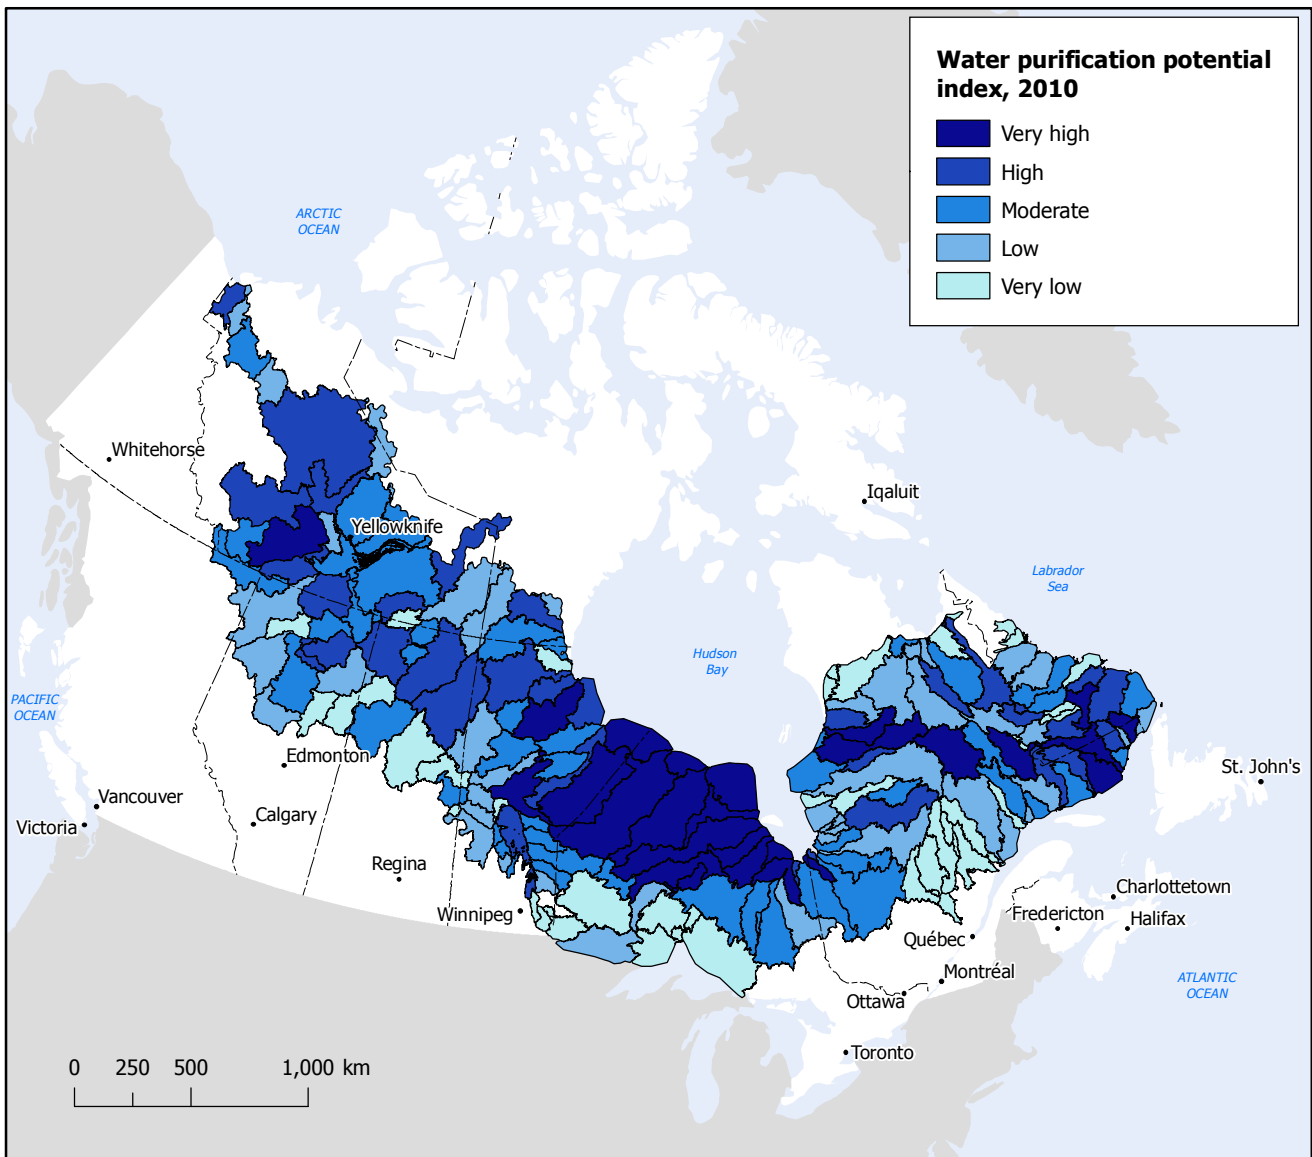 Water purification potential
index, 2010
Very high
High
Moderate
Low
Very low
ARCTIC
OCEAN
Whitehorse
Iqaluit
Yellowknife
Labrador
Sea
Hudson
Bay
PACIFIC
OCEAN
Edmonton
St. John's
Vancouver
Victoria
Calgary
Regina
Winnipeg
Charlottetown
Fredericton
Halifax
Québec
Montréal
ATLANTIC
OCEAN
Ottawa
Toronto
0 250 500 1,000 km